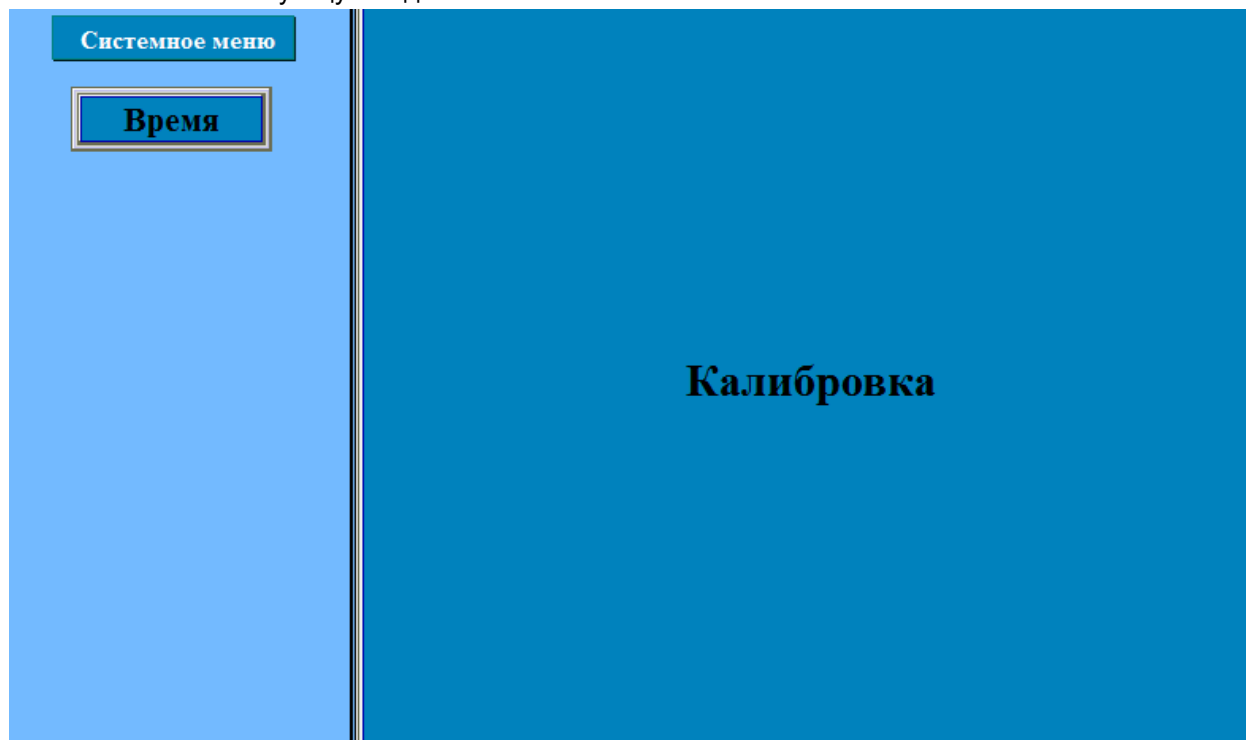 Системное меню
Время
Калибровка